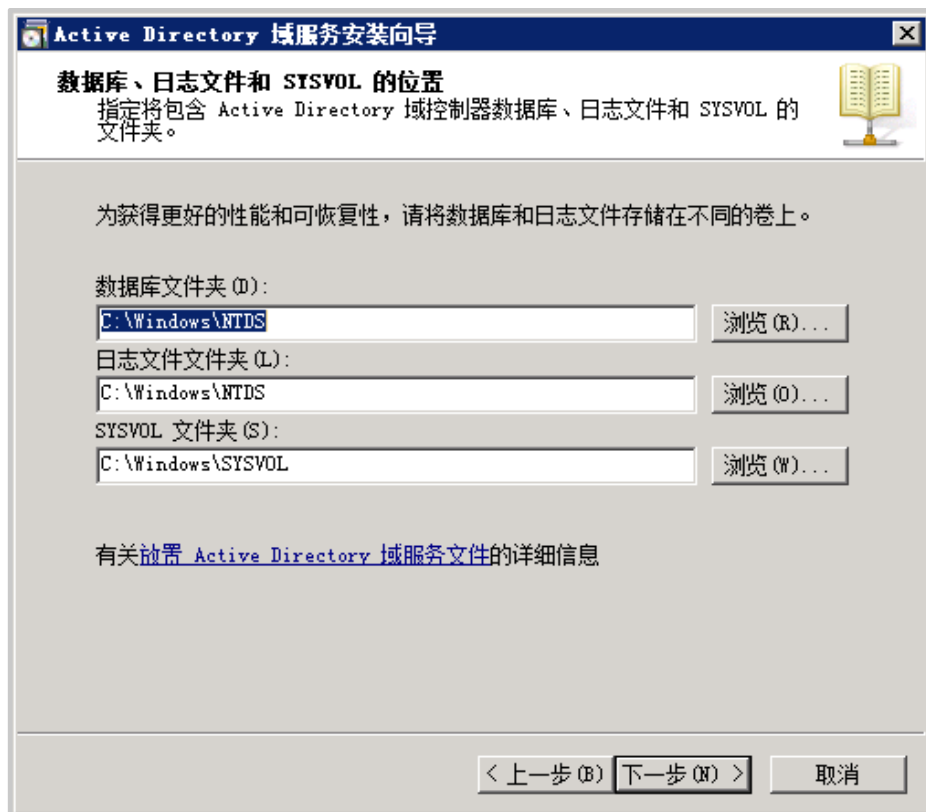 Active Directory 域服务安装向导
数据库、日志文件和 SYSVOL 的位置
指定将包含 Active Directory 域控制器数据库、日志文件和 SYSVOL 的
文件夹。
为获得更好的性能和可恢复性，请将数据库和日志文件存储在不同的卷上。
数据库文件夹(D):
C:\Windows\NTDS 浏览(R)...
日志文件文件夹(L):
C:\Windows\NTDS 浏览(O)...
SYSVOL 文件夹(S):
C:\Windows\SYSVOL 浏览(W)...
有关放置 Active Directory 域服务文件的详细信息
< 上一步(B) 下一步(N) > 取消